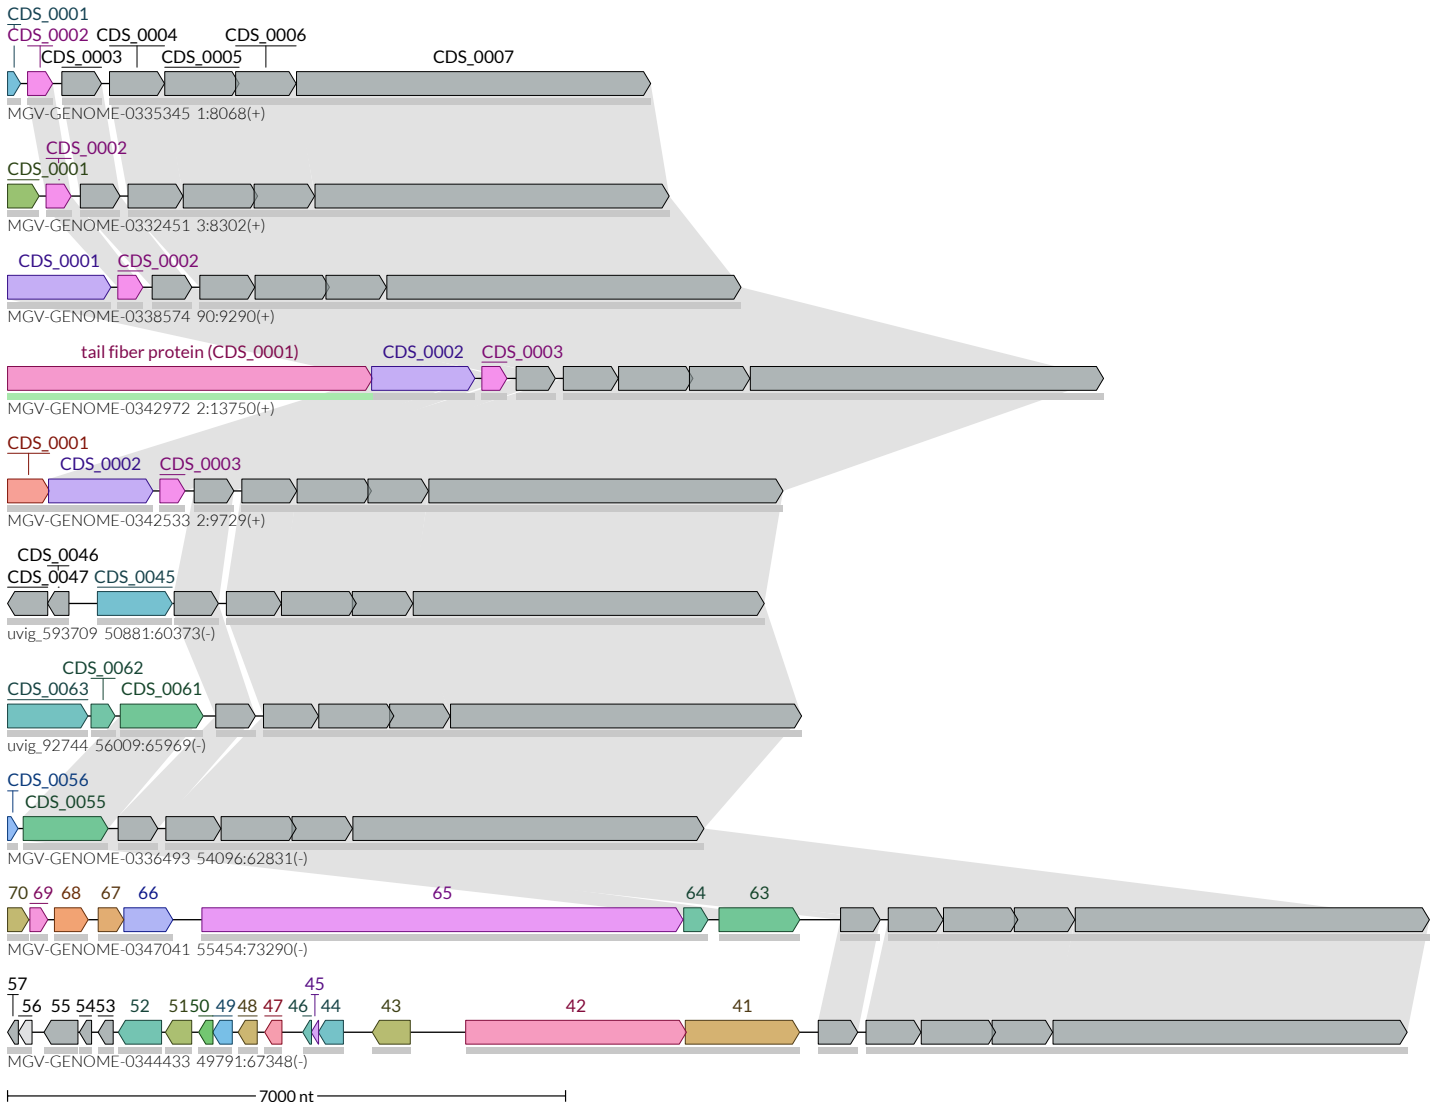 CDS_0001
CDS_0002 CDS_0004 CDS_0006
CDS_0003 CDS_0005 CDS_0007
MGV-GENOME-0335345 1:8068(+)
CDS_0002
CDS_0001
MGV-GENOME-0332451 3:8302(+)
CDS_0001 CDS_0002
MGV-GENOME-0338574 90:9290(+)
tail fiber protein (CDS_0001) CDS_0002 CDS_0003
MGV-GENOME-0342972 2:13750(+)
CDS_0001
CDS_0002 CDS_0003
MGV-GENOME-0342533 2:9729(+)
CDS_0046
CDS_0047 CDS_0045
uvig_593709 50881:60373(-)
CDS_0062
CDS_0063 CDS_0061
uvig_92744 56009:65969(-)
CDS_0056
CDS_0055
MGV-GENOME-0336493 54096:62831(-)
70 69 68 67 66 65 64 63
MGV-GENOME-0347041 55454:73290(-)
57 45
56 55 54 53 52 51 50 49 48 47 46 44 43 42 41
MGV-GENOME-0344433 49791:67348(-)
7000 nt